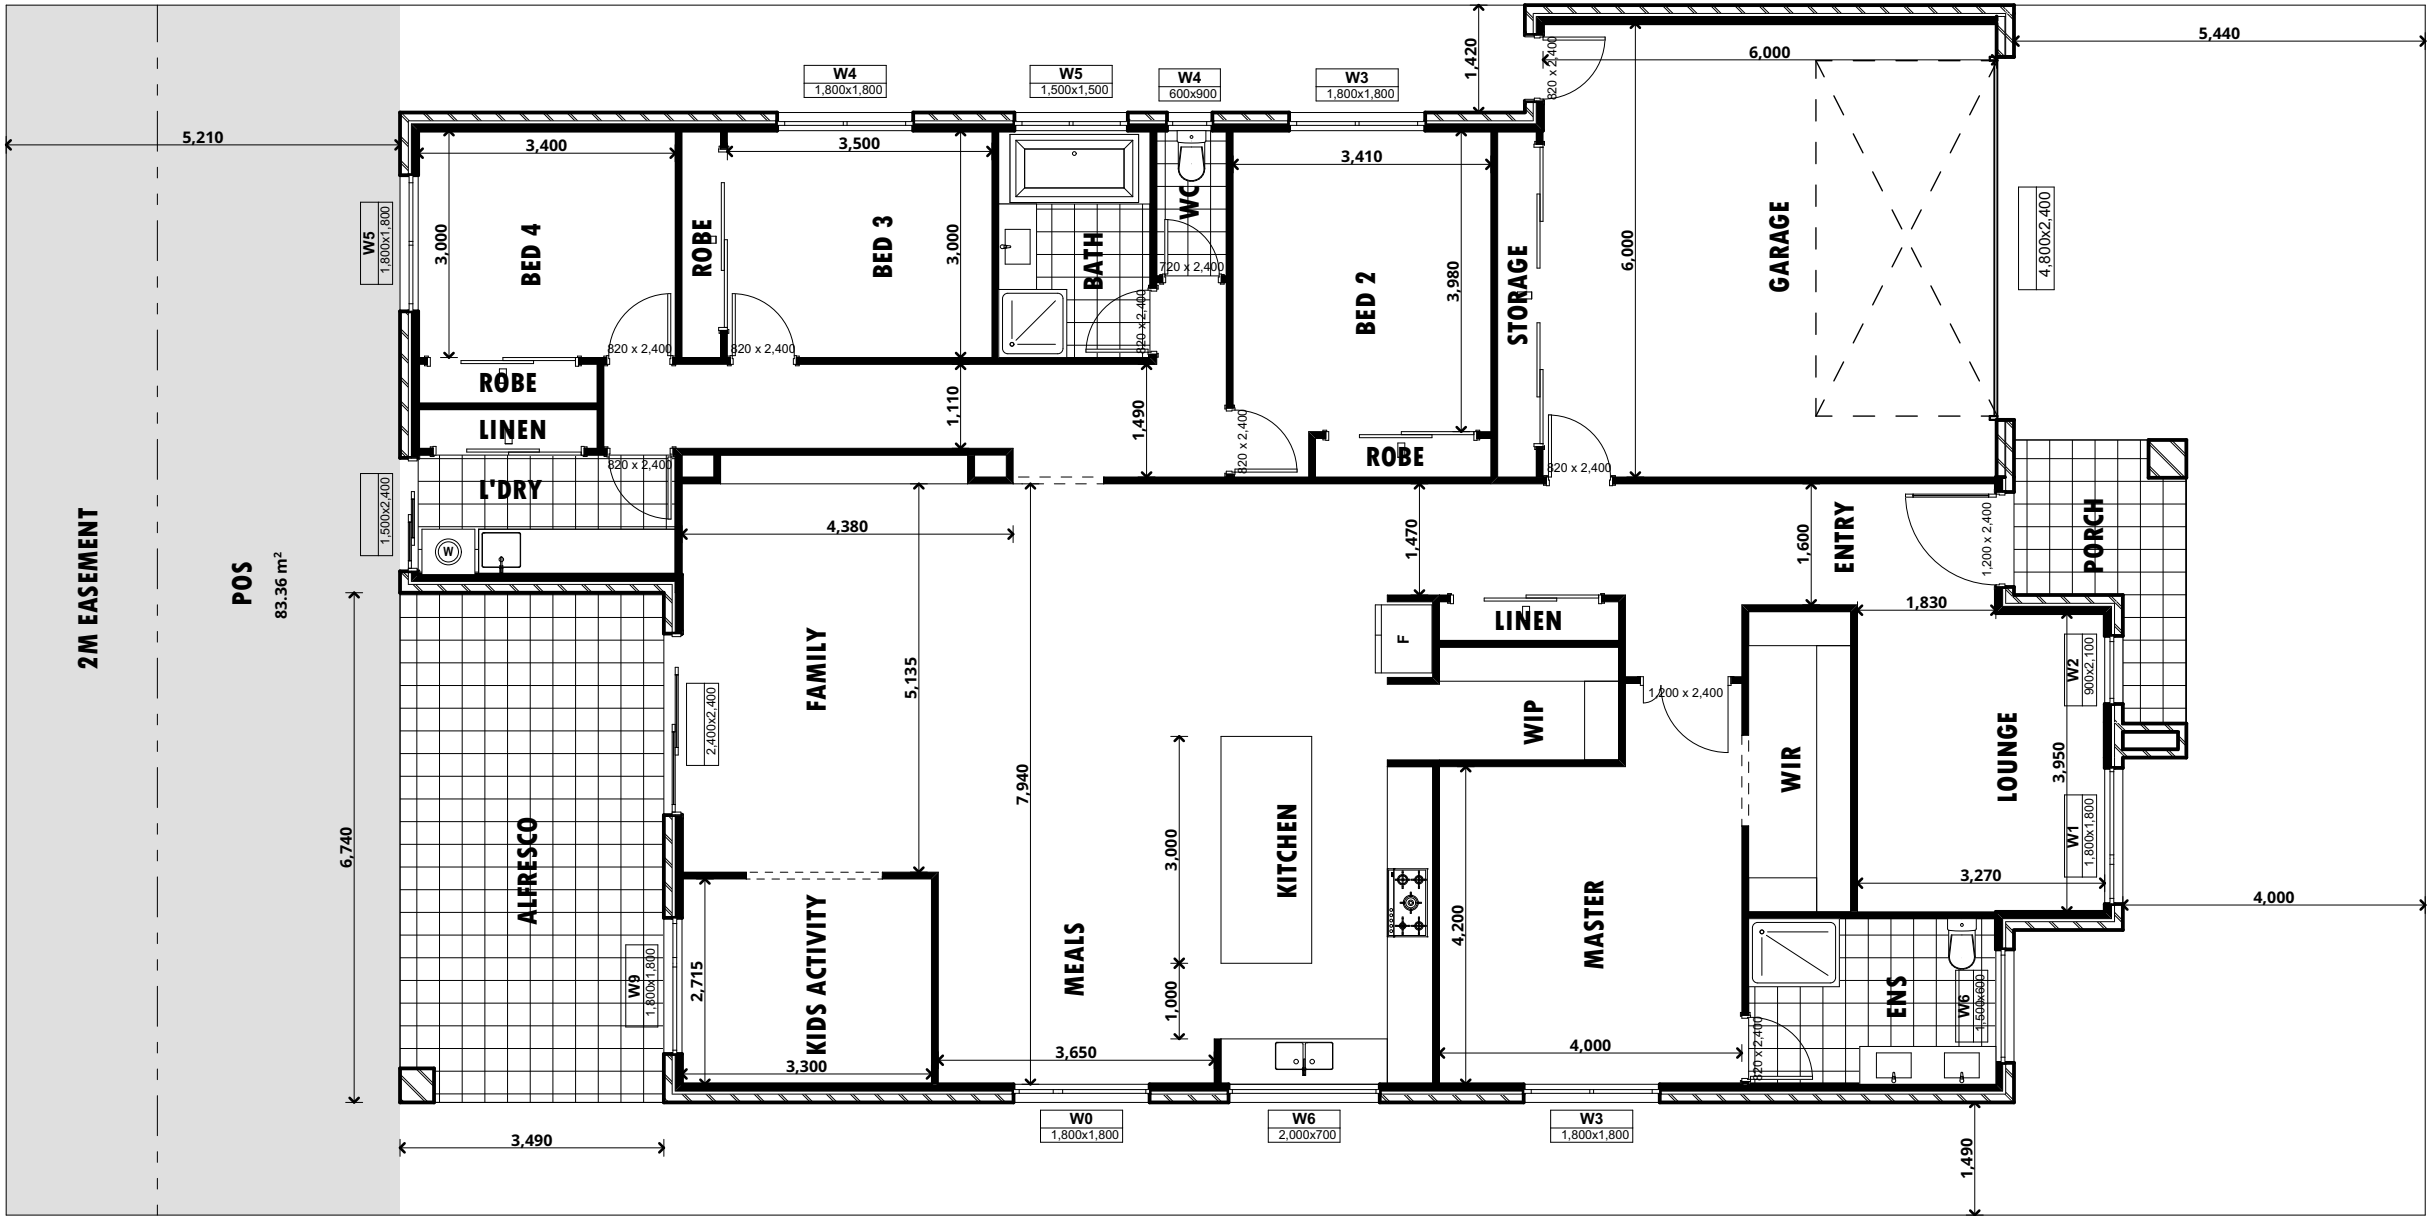 5,440
6,000
820 x 2,400
1,420
W4
1,800x1,800
W5
1,500x1,500
W4
600x900
W3
1,800x1,800
5,210
3,400
3,500
3,410
W5
1,800x1,800
3,000
BED 4
ROBE
BED 3
3,000
BATH
WC
720 x 2,400
820 x 2,400
BED 2
3,980
STORAGE
6,000
GARAGE
4,800x2,400
820 x 2,400
820 x 2,400
ROBE
LINEN
1,110
1,490
820 x 2,400
ROBE
820 x 2,400
820 x 2,400
L'DRY
1,500x2,400
W
2M EASEMENT
POS
83.36 m²
4,380
1,470
1,600
ENTRY
1,200 x 2,400
PORCH
LINEN
F
1,830
FAMILY
5,135
2,400x2,400
WIP
1,200 x 2,400
WIR
LOUNGE
3,950
W2
900x2,100
W1
1,800x1,800
7,940
3,000
KITCHEN
6,740
ALFRESCO
3,270
4,000
4,200
MASTER
W9
1,800x1,800
2,715
KIDS ACTIVITY
MEALS
1,000
ENS
W6
1,500x600
820 x 2,400
3,300
3,650
4,000
W0
1,800x1,800
W6
2,000x700
W3
1,800x1,800
3,490
1,490